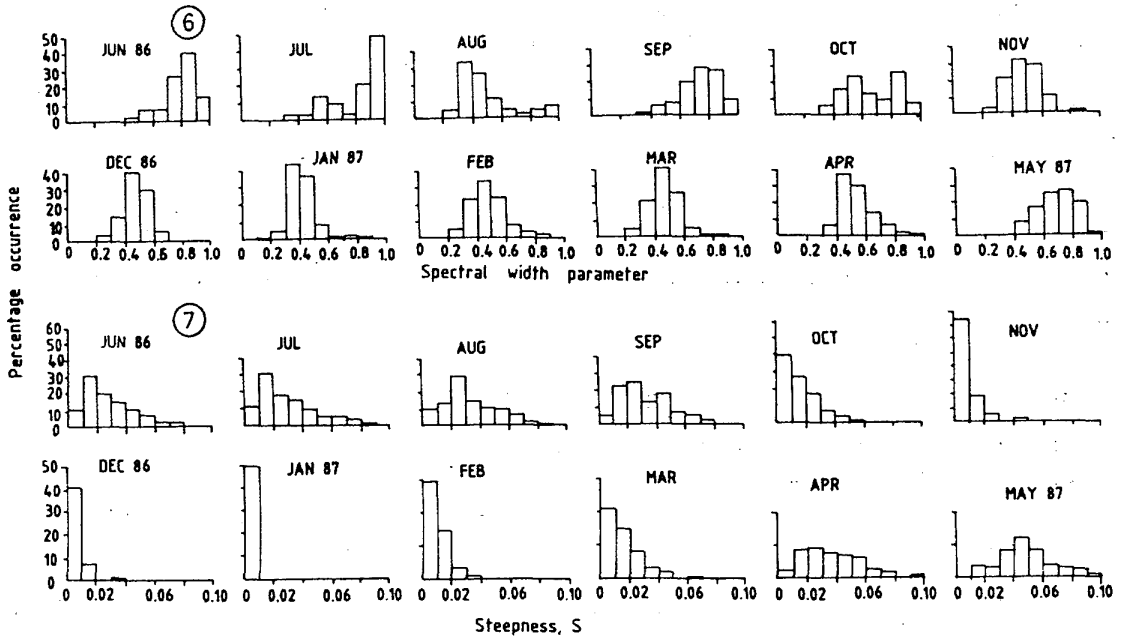 6
JUN 86 JUL AUG SEP OCT NOV
50
40
30
20
10
0
DEC 86 JAN 87 FEB MAR APR MAY 87
40
30
20
10
0
0 0.2 0.4 0.6 0.8 1.0 0 0.2 0.4 0.6 0.8 1.0 0 0.2 0.4 0.6 0.8 1.0 0 0.2 0.4 0.6 0.8 1.0 0 0.2 0.4 0.6 0.8 1.0 0 0.2 0.4 0.6 0.8 1.0
Spectral width parameter
Percentage occurrence
7
JUN 86 JUL AUG SEP OCT NOV
60
50
40
30
20
10
0
DEC 86 JAN 87 FEB MAR APR MAY 87
50
40
30
20
10
0
0 0.02 0.06 0.10 0 0.02 0.06 0.10 0 0.02 0.06 0.10 0 0.02 0.06 0.10 0 0.02 0.06 0.10 0 0.02 0.06 0.10
Steepness, S